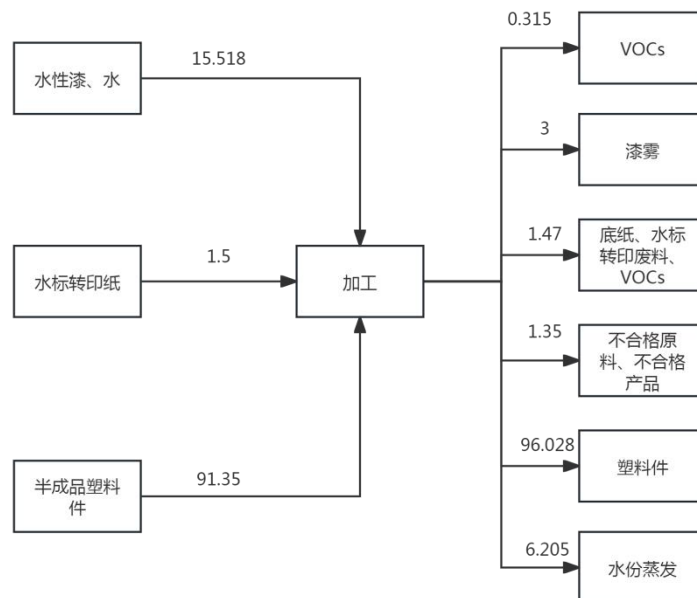 0.315
VOCs
水性漆、水
15.518
3
漆雾
1.47
底纸、水标
转印废料、
VOCs
水标转印纸
1.5
加工
1.35
不合格原
料、不合格
产品
半成品塑料
件
91.35
96.028
塑料件
6.205
水份蒸发